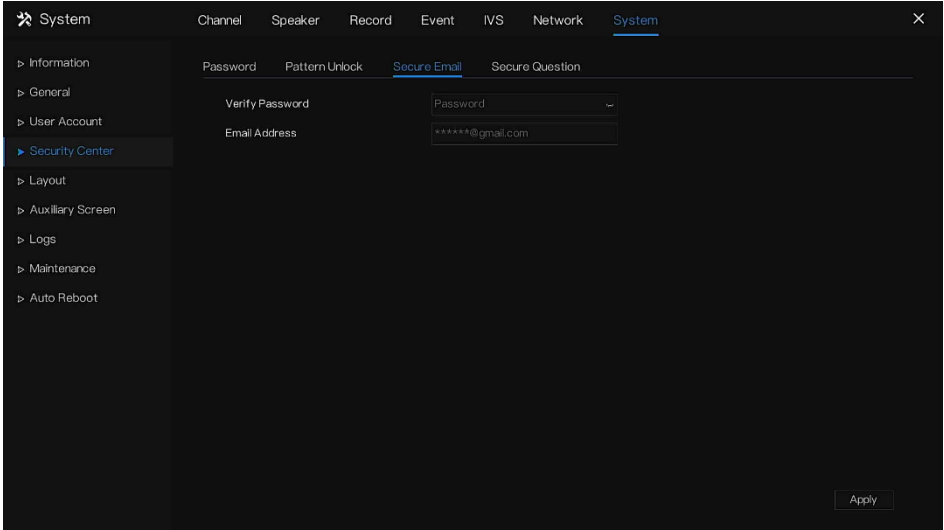 System Channel Speaker Record Event IVS Network System
Information
Password Pattern Unlock Secure Email Secure Question
General
Verify Password Password
User Account
Email Address ******@gmail.com
Security Center
Layout
Auxiliary Screen
Logs
Maintenance
Auto Reboot
Apply